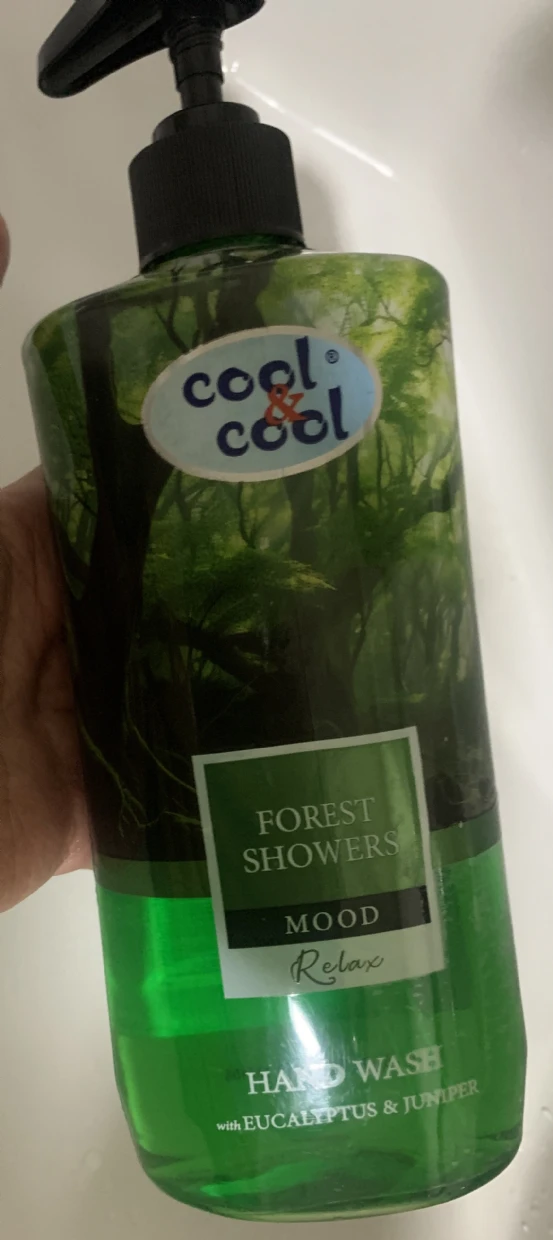 cool ®
&
cool
FOREST
SHOWERS
MOOD
Relax
HAND WASH
with EUCALYPTUS & JUNIPER